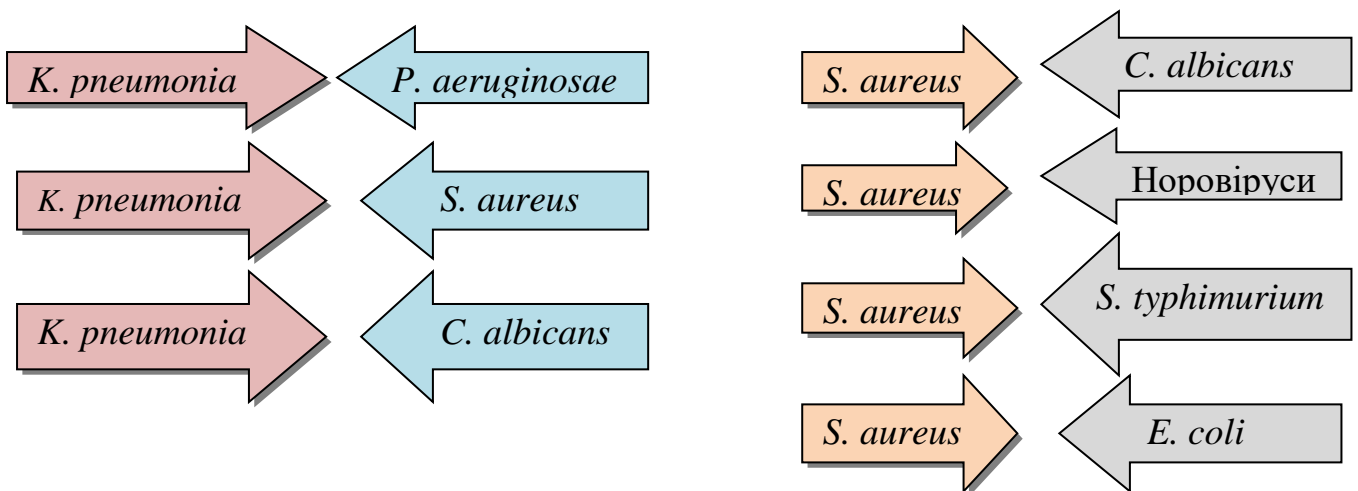 K. pneumonia
P. aeruginosae
K. pneumonia
S. aureus
K. pneumonia
C. albicans
S. aureus
C. albicans
S. aureus
Норовіруси
S. aureus
S. typhimurium
S. aureus
E. coli